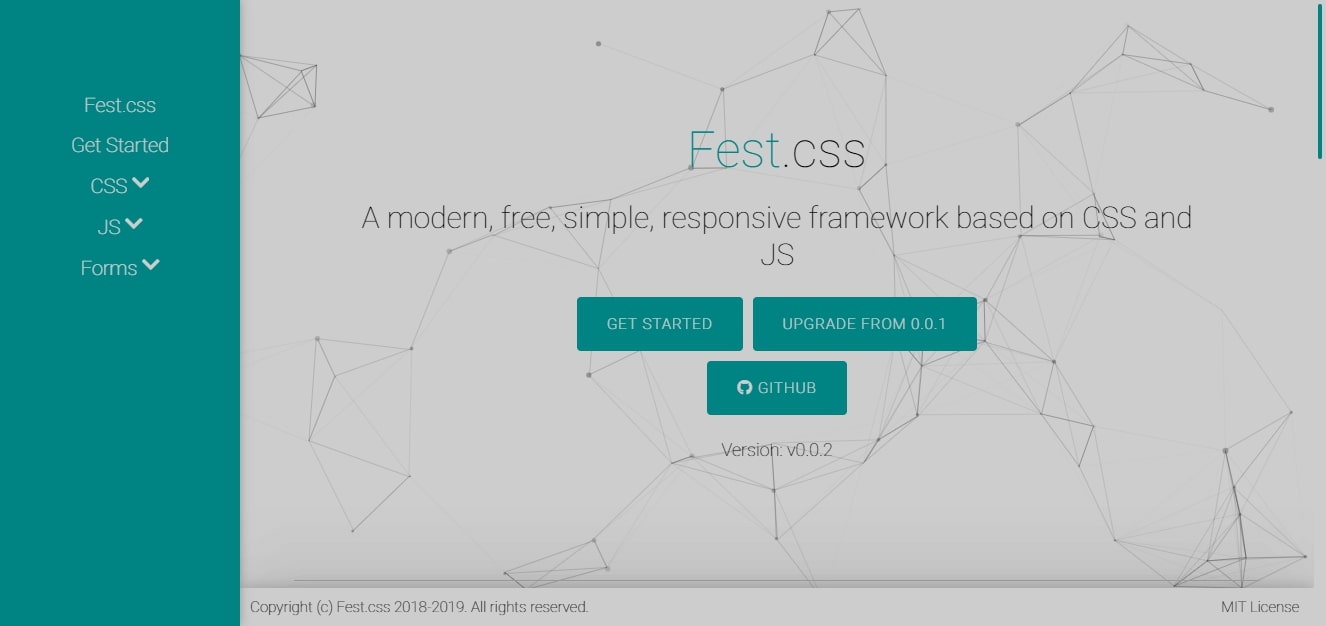 Fest.css
Get Started
CSS
JS
Forms
Fest.css
A modern, free, simple, responsive framework based on CSS and
JS
GET STARTED
UPGRADE FROM 0.0.1
GITHUB
Version: v0.0.2
Copyright (c) Fest.css 2018-2019. All rights reserved.
MIT License